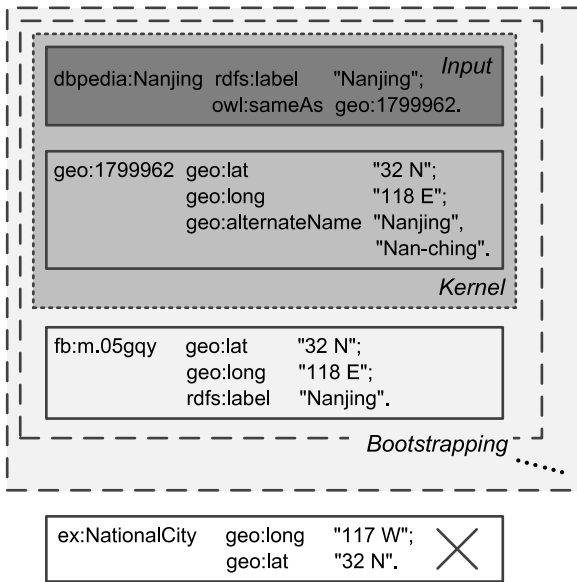 Input
dbpedia:Nanjing rdfs:label "Nanjing";
owl:sameAs geo:1799962.
geo:1799962 geo:lat "32 N";
geo:long "118 E";
geo:alternateName "Nanjing",
"Nan-ching".
Kernel
fb:m.05gqy geo:lat "32 N";
geo:long "118 E";
rdfs:label "Nanjing".
Bootstrapping
ex:NationalCity geo:long "117 W";
geo:lat "32 N".